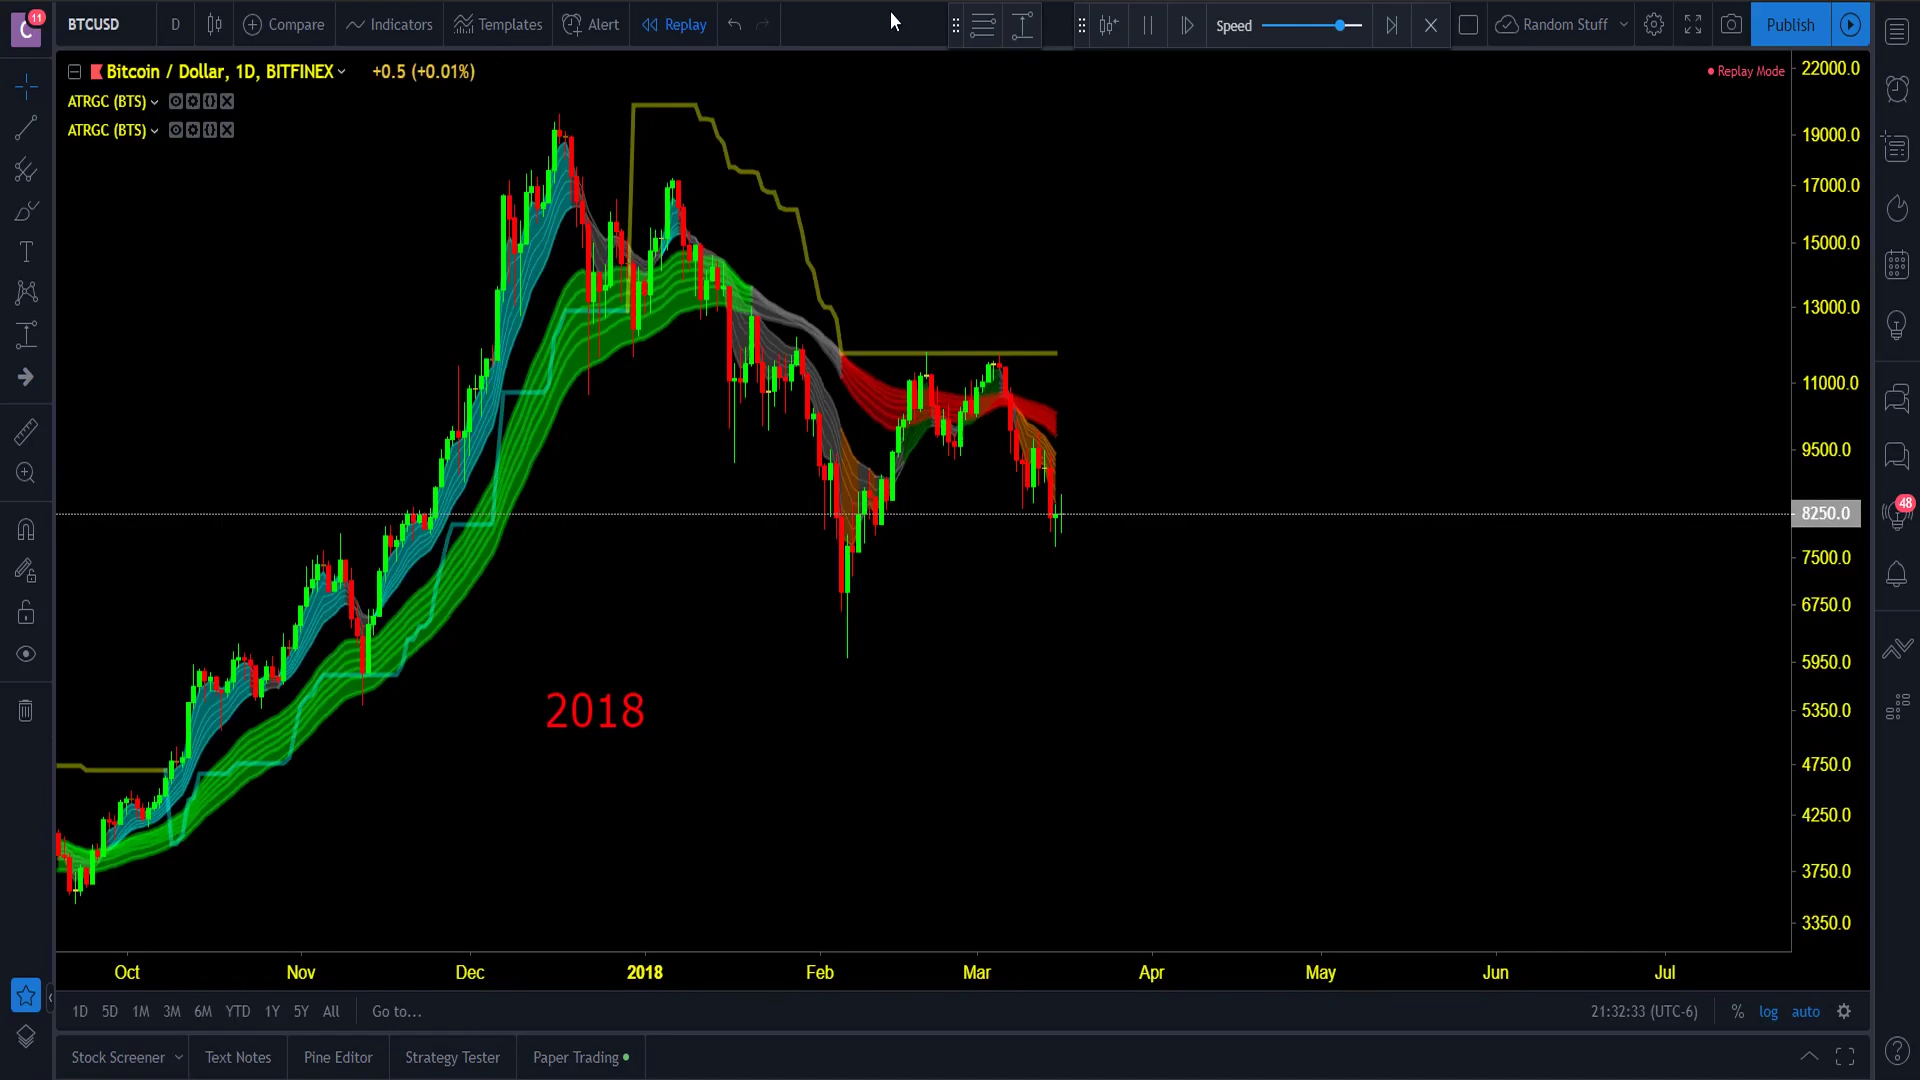 C 11
BTCUSD D Compare Indicators Templates Alert Replay Speed Random Stuff Publish
Bitcoin / Dollar, 1D, BITFINEX +0.5 (+0.01%)
Replay Mode
ATRGC (BTS)
ATRGC (BTS)
22000.0
19000.0
17000.0
15000.0
13000.0
11000.0
9500.0
8250.0
48
7500.0
6750.0
5950.0
5350.0
4750.0
4250.0
3750.0
3350.0
2018
Oct Nov Dec 2018 Feb Mar Apr May Jun Jul
1D 5D 1M 3M 6M YTD 1Y 5Y All Go to... 21:32:33 (UTC-6) % log auto
Stock Screener Text Notes Pine Editor Strategy Tester Paper Trading